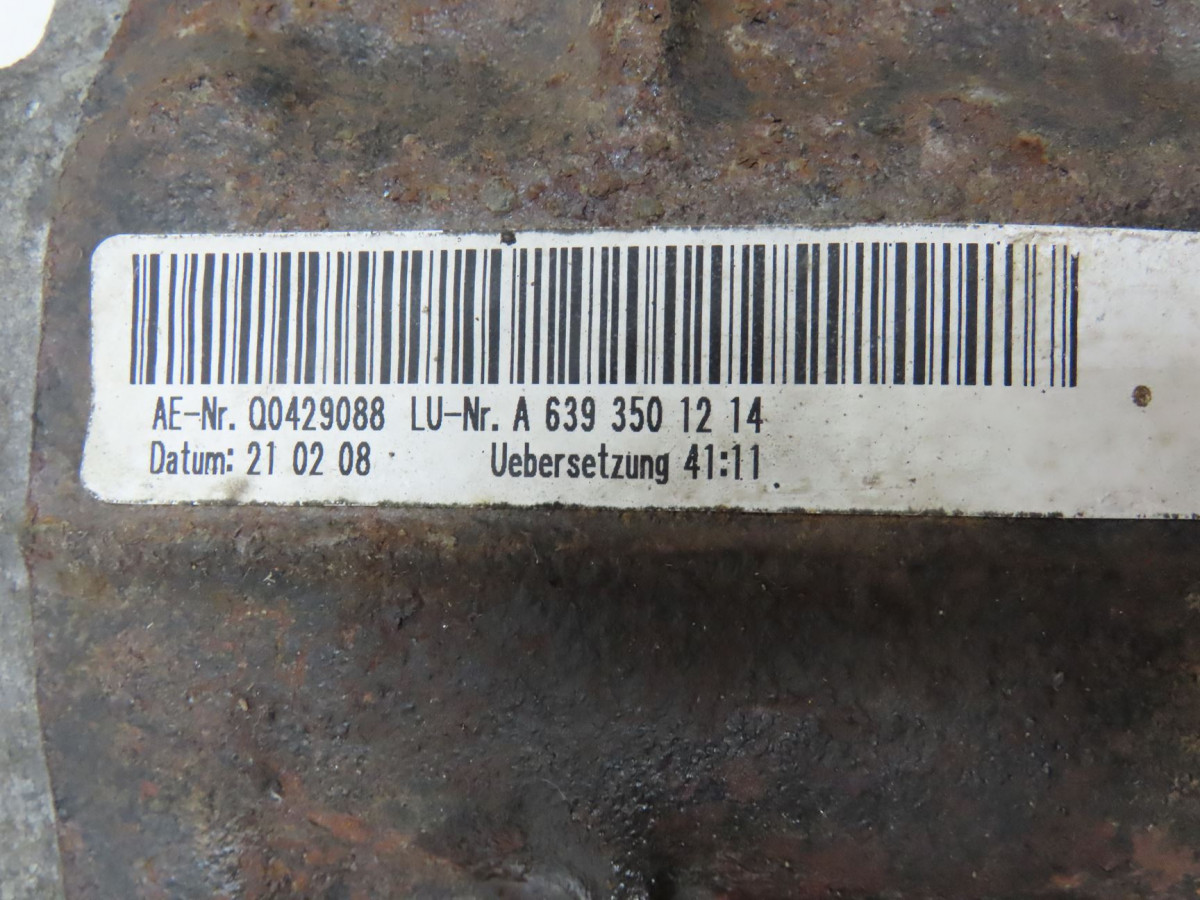 AE-Nr. Q0429088 LU-Nr. A 639 350 12 14
Datum: 21 02 08 Uebersetzung 41:11